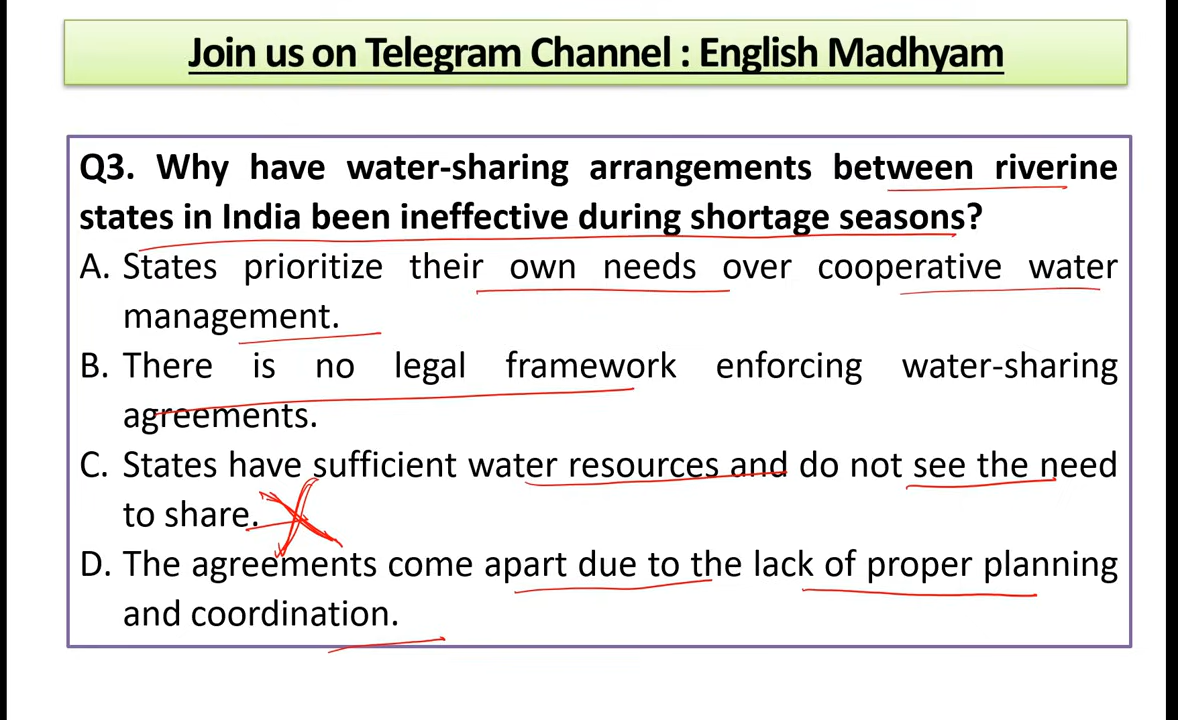 Join us on Telegram Channel : English Madhyam
Q3. Why have water-sharing arrangements between riverine
states in India been ineffective during shortage seasons?
A. States prioritize their own needs over cooperative water
management.
B. There is no legal framework enforcing water-sharing
agreements.
C. States have sufficient water resources and do not see the need
to share.
D. The agreements come apart due to the lack of proper planning
and coordination.